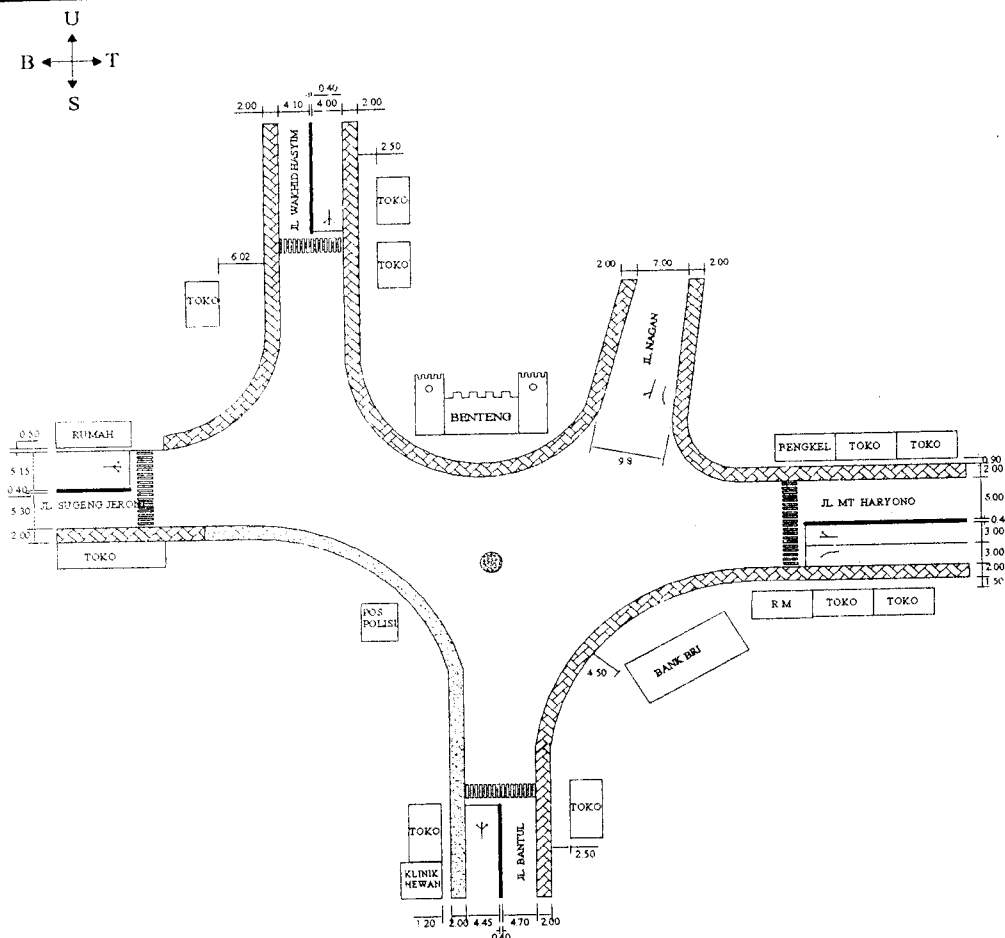 U
B T
S
0.40
2.00 4.10 4.00 2.00
JL WAKHID HASYIM
2.50
TOKO
TOKO
6.02
TOKO
2.00 7.00 2.00
JL NAGAN
9.8
BENTENG
RUMAH
0.80
5.15
0.40
5.30
2.00
JL SUGENG JERONI
TOKO
BENGKEL TOKO TOKO
0.90
2.00
5.00
0.4
3.00
3.00
2.00
1.50
JL MT HARYONO
R M TOKO TOKO
POS
POLISI
4.50
BANK BRI
TOKO
TOKO
KLINIK
HEWAN
JL BANTUL
2.50
1.20 2.00 4.45 4.70 2.00
0.40